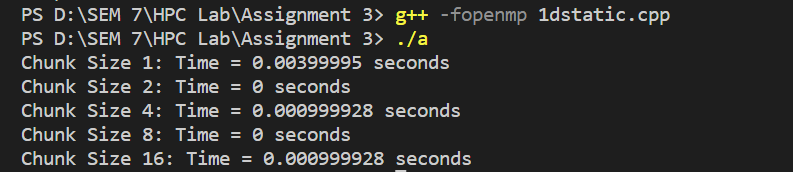 PS D:\SEM 7\HPC Lab\Assignment 3> g++ -fopenmp 1dstatic.cpp
PS D:\SEM 7\HPC Lab\Assignment 3> ./a
Chunk Size 1: Time = 0.00399995 seconds
Chunk Size 2: Time = 0 seconds
Chunk Size 4: Time = 0.000999928 seconds
Chunk Size 8: Time = 0 seconds
Chunk Size 16: Time = 0.000999928 seconds